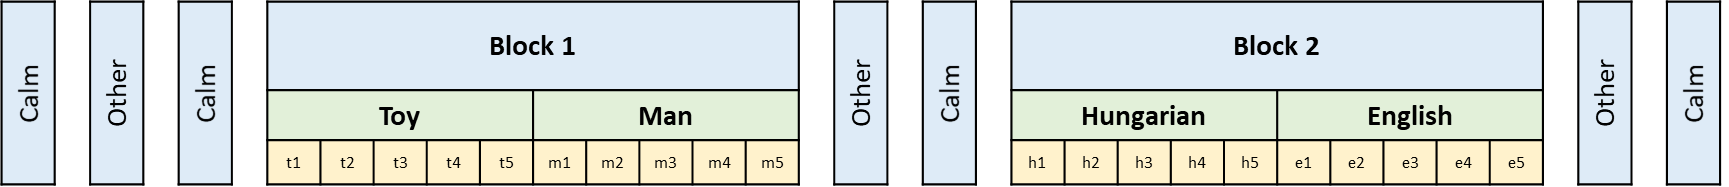 Calm
Other
Calm
Block 1
Toy Man
t1 t2 t3 t4 t5 m1 m2 m3 m4 m5
Other
Calm
Block 2
Hungarian English
h1 h2 h3 h4 h5 e1 e2 e3 e4 e5
Other
Calm